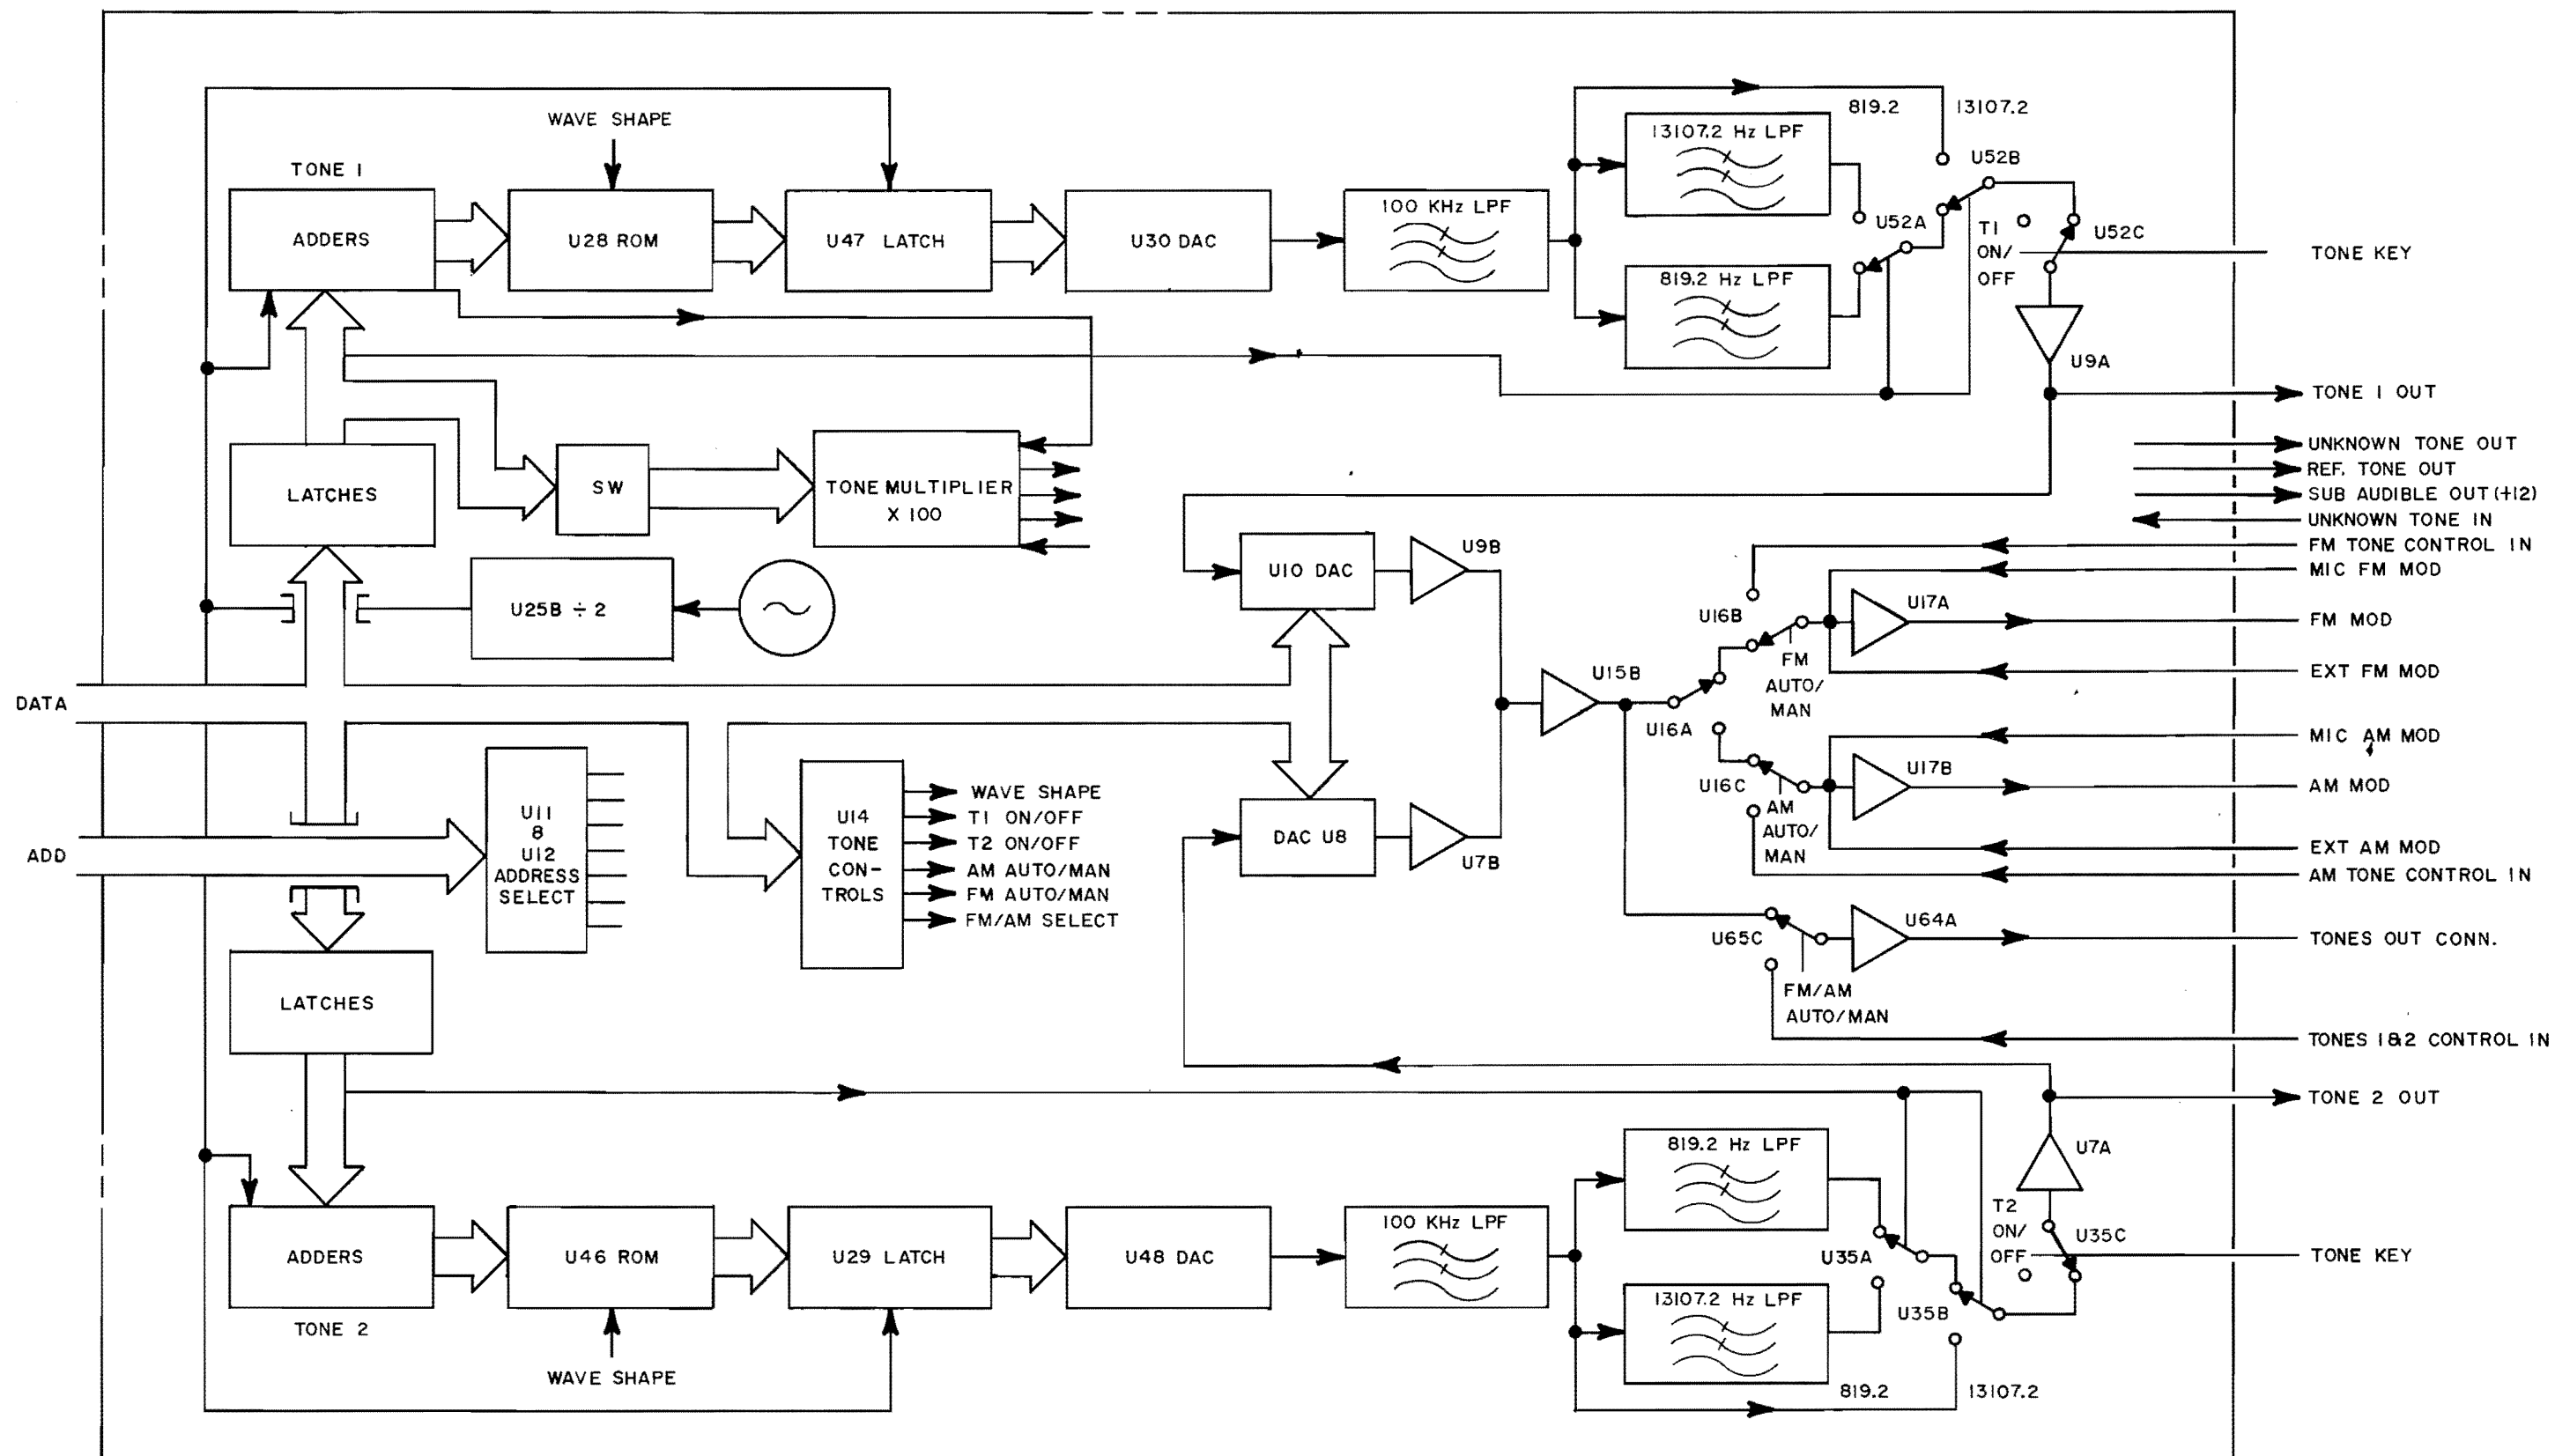 WAVE SHAPE
TONE 1
ADDERS
U28 ROM
U47 LATCH
U30 DAC
100 KHz LPF
13107.2 Hz LPF
819.2 Hz LPF
819.2
13107.2
U52B
U52A
T1
ON/
OFF
U52C
TONE KEY
U9A
TONE 1 OUT
UNKNOWN TONE OUT
REF. TONE OUT
SUB AUDIBLE OUT (+12)
UNKNOWN TONE IN
FM TONE CONTROL IN
MIC FM MOD
FM MOD
EXT FM MOD
MIC AM MOD
AM MOD
EXT AM MOD
AM TONE CONTROL IN
TONES OUT CONN.
TONES 1&2 CONTROL IN
TONE 2 OUT
TONE KEY
LATCHES
SW
TONE MULTIPLIER
X 100
U25B ÷ 2
U10 DAC
U9B
U15B
U16B
U17A
FM
AUTO/
MAN
U16A
U16C
U17B
AM
AUTO/
MAN
DATA
ADD
U11
8
U12
ADDRESS
SELECT
U14
TONE
CON-
TROLS
WAVE SHAPE
T1 ON/OFF
T2 ON/OFF
AM AUTO/MAN
FM AUTO/MAN
FM/AM SELECT
DAC U8
U7B
U65C
U64A
FM/AM
AUTO/MAN
LATCHES
ADDERS
TONE 2
U46 ROM
WAVE SHAPE
U29 LATCH
U48 DAC
100 KHz LPF
819.2 Hz LPF
13107.2 Hz LPF
U35A
U35B
819.2
13107.2
T2
ON/
OFF
U35C
U7A